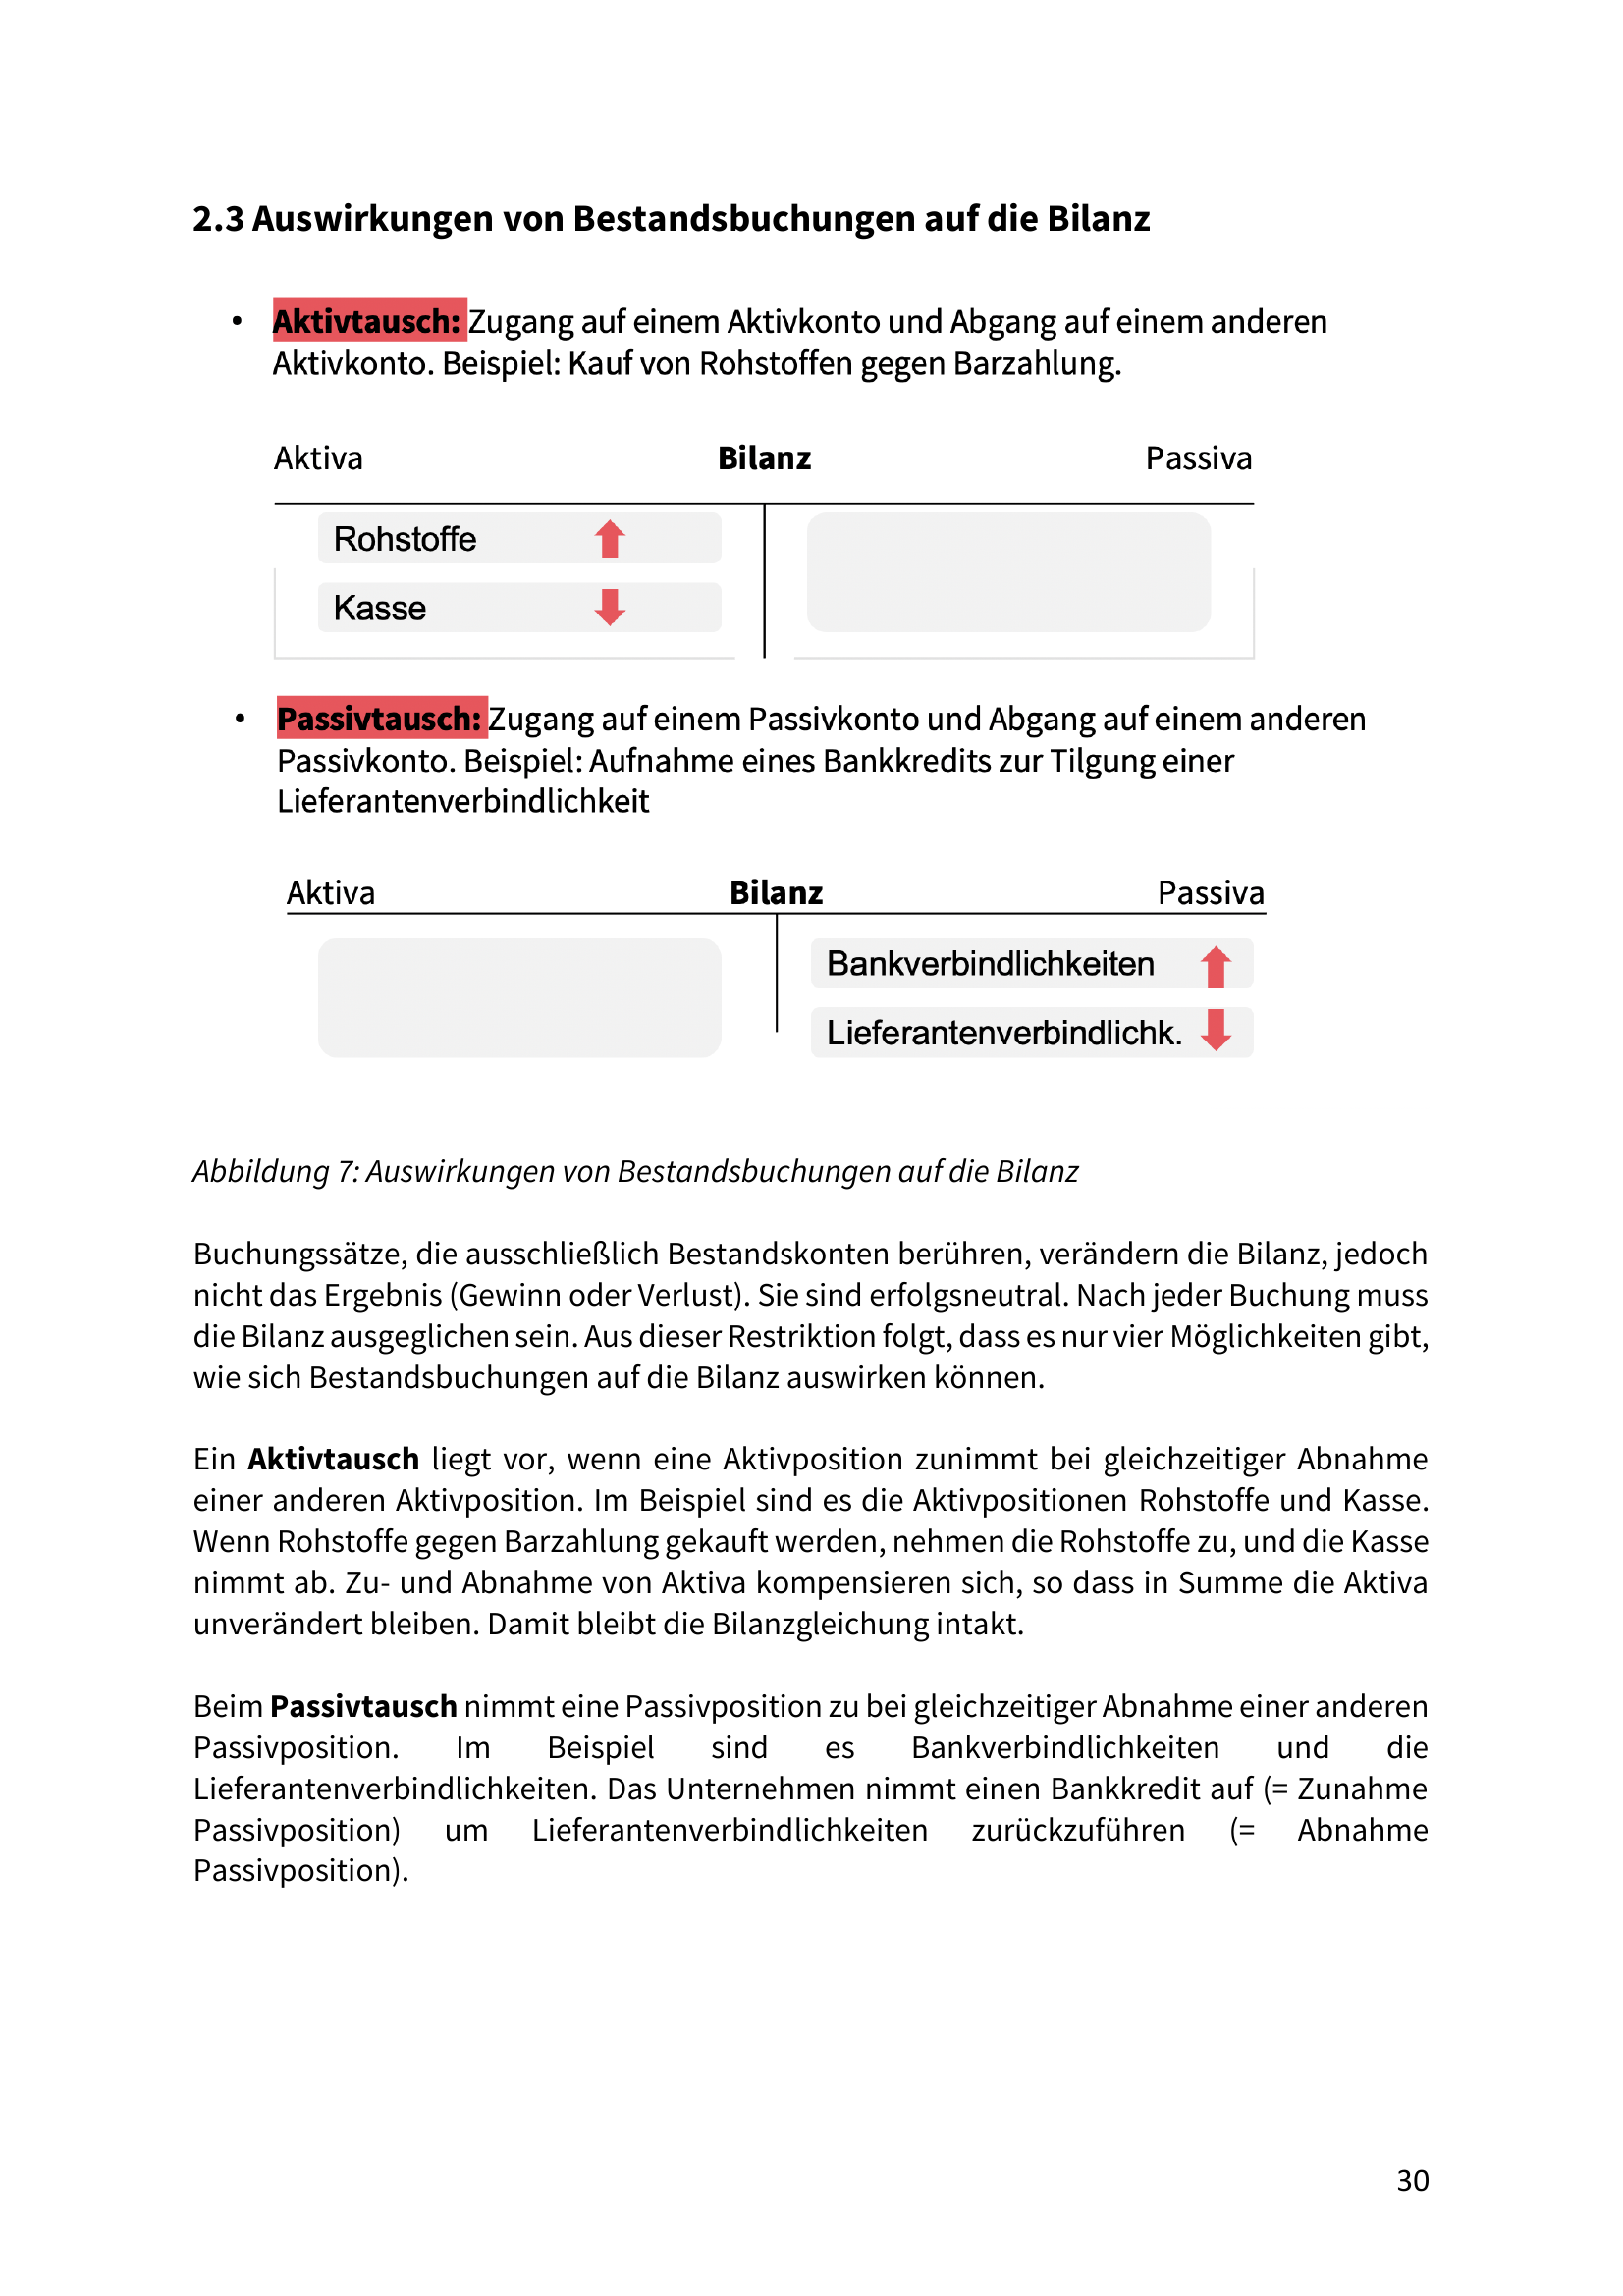 2.3 Auswirkungen von Bestandsbuchungen auf die Bilanz
• Aktivtausch: Zugang auf einem Aktivkonto und Abgang auf einem anderen
Aktivkonto. Beispiel: Kauf von Rohstoffen gegen Barzahlung.
Aktiva Bilanz Passiva
Rohstoffe
Kasse
• Passivtausch: Zugang auf einem Passivkonto und Abgang auf einem anderen
Passivkonto. Beispiel: Aufnahme eines Bankkredits zur Tilgung einer
Lieferantenverbindlichkeit
Aktiva Bilanz Passiva
Bankverbindlichkeiten
Lieferantenverbindlichk.
Abbildung 7: Auswirkungen von Bestandsbuchungen auf die Bilanz
Buchungssätze, die ausschließlich Bestandskonten berühren, verändern die Bilanz, jedoch
nicht das Ergebnis (Gewinn oder Verlust). Sie sind erfolgsneutral. Nach jeder Buchung muss
die Bilanz ausgeglichen sein. Aus dieser Restriktion folgt, dass es nur vier Möglichkeiten gibt,
wie sich Bestandsbuchungen auf die Bilanz auswirken können.
Ein Aktivtausch liegt vor, wenn eine Aktivposition zunimmt bei gleichzeitiger Abnahme
einer anderen Aktivposition. Im Beispiel sind es die Aktivpositionen Rohstoffe und Kasse.
Wenn Rohstoffe gegen Barzahlung gekauft werden, nehmen die Rohstoffe zu, und die Kasse
nimmt ab. Zu- und Abnahme von Aktiva kompensieren sich, so dass in Summe die Aktiva
unverändert bleiben. Damit bleibt die Bilanzgleichung intakt.
Beim Passivtausch nimmt eine Passivposition zu bei gleichzeitiger Abnahme einer anderen
Passivposition. Im Beispiel sind es Bankverbindlichkeiten und die
Lieferantenverbindlichkeiten. Das Unternehmen nimmt einen Bankkredit auf (= Zunahme
Passivposition) um Lieferantenverbindlichkeiten zurückzuführen (= Abnahme
Passivposition).
30